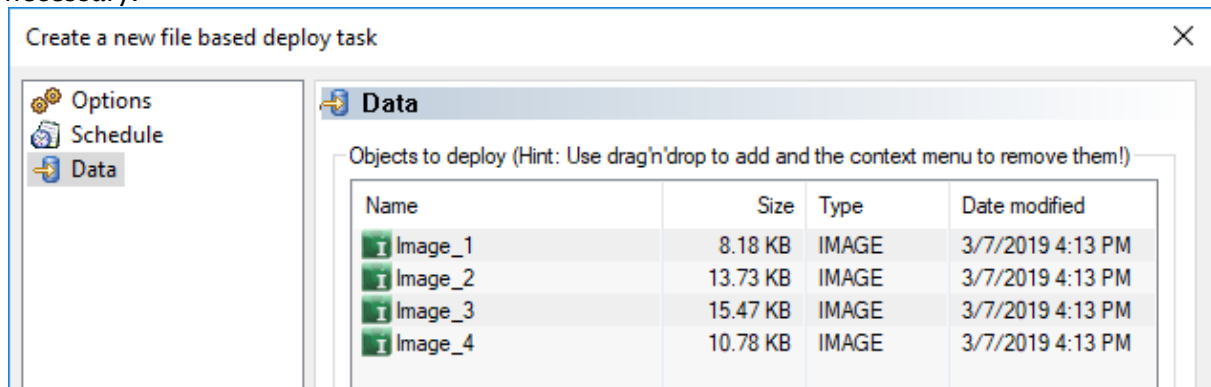 necessary.
Create a new file based deploy task
Options
Schedule
Data
Data
Objects to deploy (Hint: Use drag'n'drop to add and the context menu to remove them!)
Name Size Type Date modified
Image_1 8.18 KB IMAGE 3/7/2019 4:13 PM
Image_2 13.73 KB IMAGE 3/7/2019 4:13 PM
Image_3 15.47 KB IMAGE 3/7/2019 4:13 PM
Image_4 10.78 KB IMAGE 3/7/2019 4:13 PM